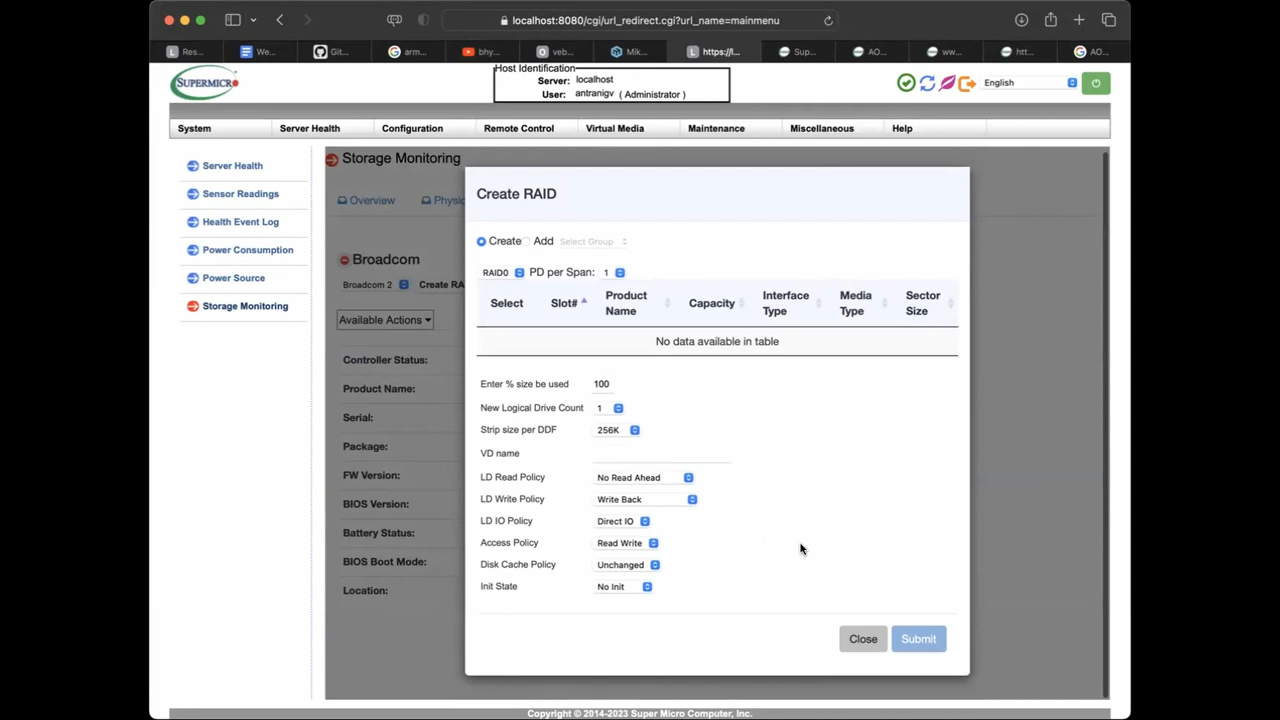 localhost:8080/cgi/url_redirect.cgi?url_name=mainmenu
Res... We... Git... arm... bhy... veb... Mik... https://l... Sup... AO... ww... htt... AO...
SUPERMICRO
Host Identification
Server: localhost
User: antranigv ( Administrator )
English
System Server Health Configuration Remote Control Virtual Media Maintenance Miscellaneous Help
Server Health
Sensor Readings
Health Event Log
Power Consumption
Power Source
Storage Monitoring
Storage Monitoring
Overview Physic
Broadcom
Broadcom 2 Create RA
Available Actions
Controller Status:
Product Name:
Serial:
Package:
FW Version:
BIOS Version:
Battery Status:
BIOS Boot Mode:
Location:
Create RAID
Create Add Select Group
RAID0 PD per Span: 1
Select Slot# Product Name Capacity Interface Type Media Type Sector Size
No data available in table
Enter % size be used 100
New Logical Drive Count 1
Strip size per DDF 256K
VD name
LD Read Policy No Read Ahead
LD Write Policy Write Back
LD IO Policy Direct IO
Access Policy Read Write
Disk Cache Policy Unchanged
Init State No Init
Close Submit
Copyright © 2014-2023 Super Micro Computer, Inc.